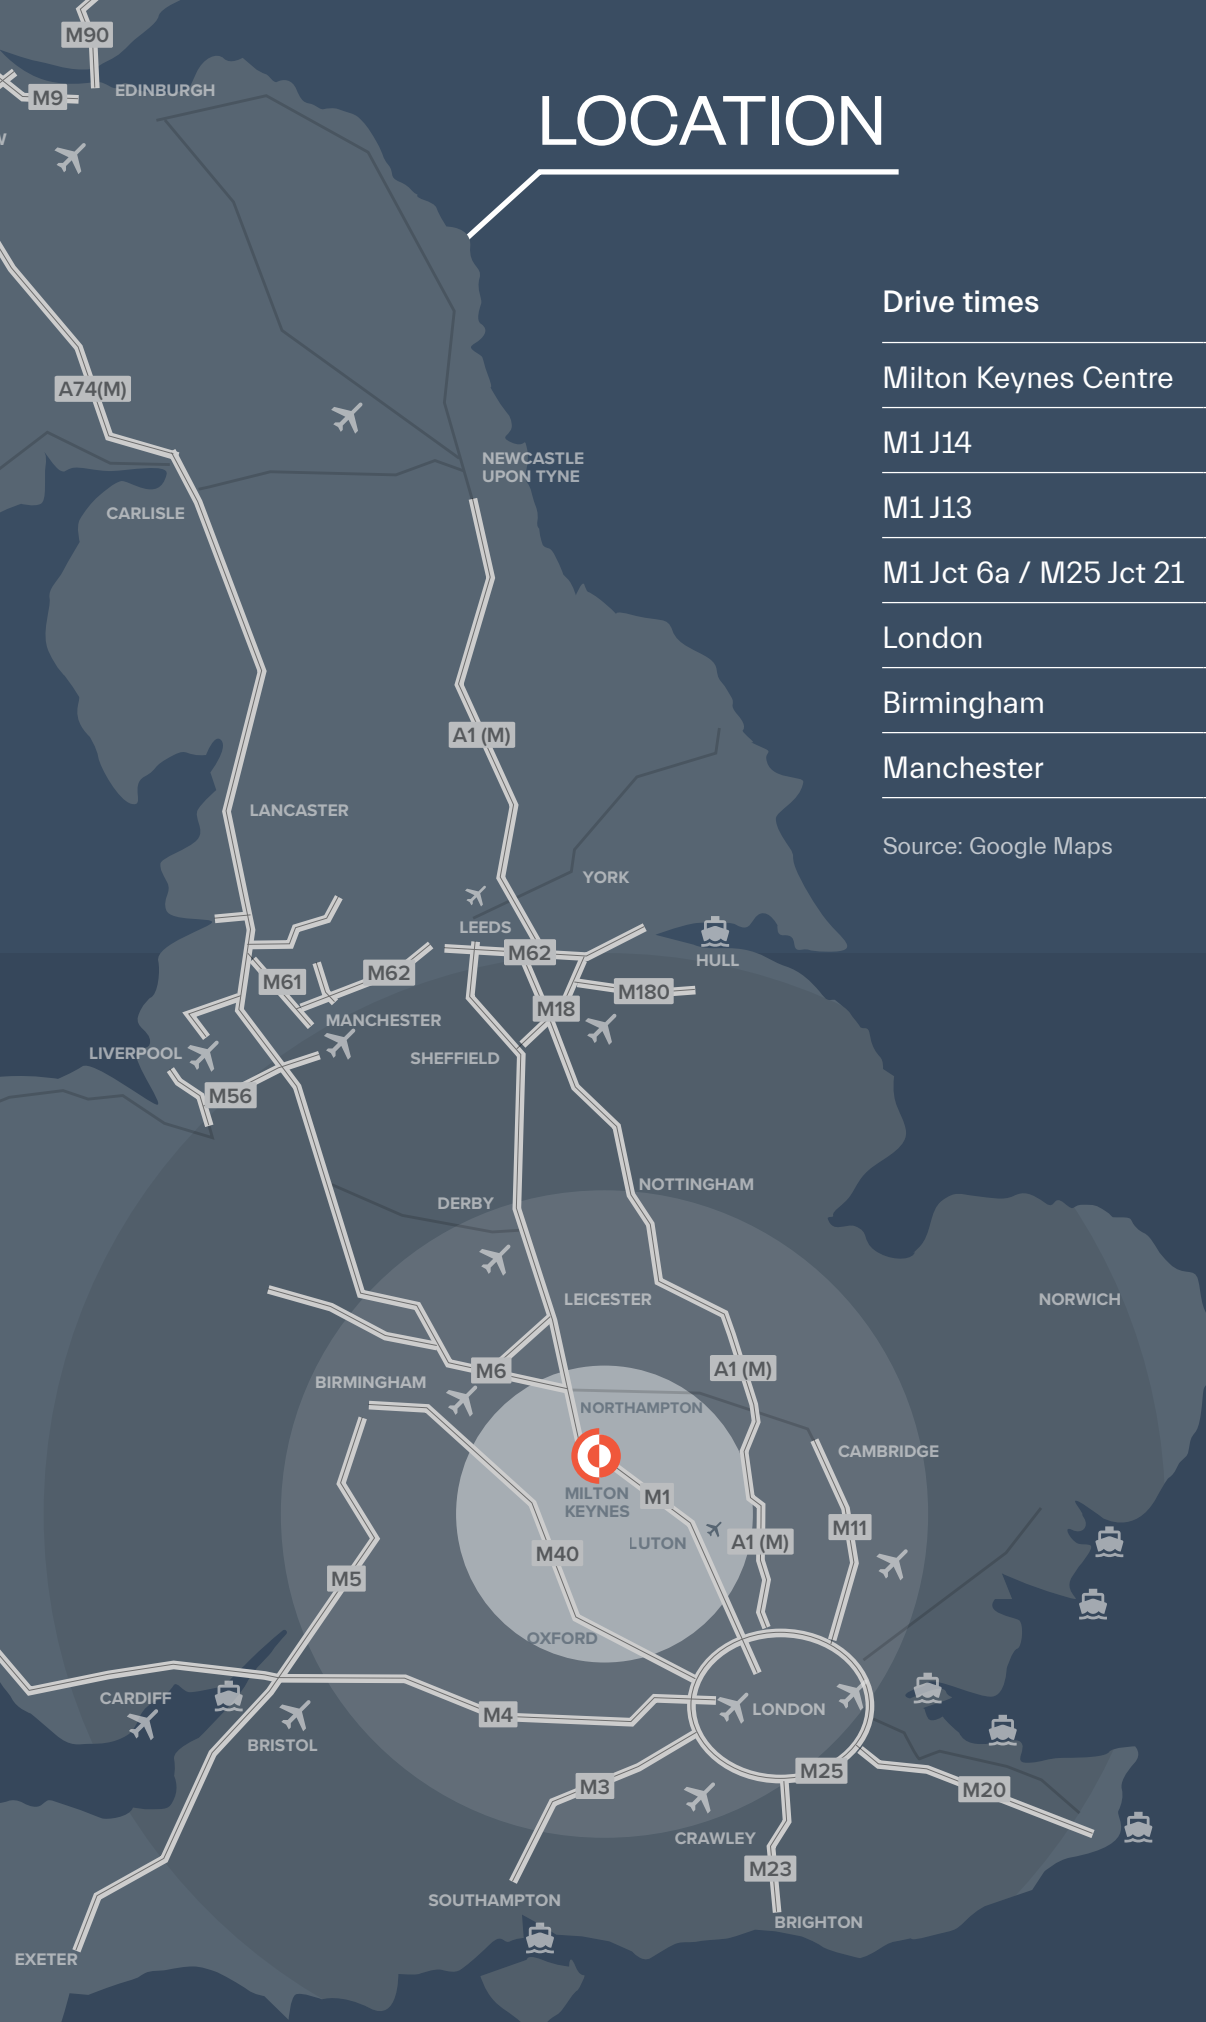 M90
M9
EDINBURGH
W
LOCATION
Drive times
Milton Keynes Centre
M1 J14
M1 J13
M1 Jct 6a / M25 Jct 21
London
Birmingham
Manchester
Source: Google Maps
A74(M)
NEWCASTLE
UPON TYNE
CARLISLE
A1 (M)
LANCASTER
YORK
LEEDS
M62
HULL
M61
M62
M180
M18
MANCHESTER
LIVERPOOL
SHEFFIELD
M56
NOTTINGHAM
DERBY
LEICESTER
NORWICH
M6
A1 (M)
BIRMINGHAM
NORTHAMPTON
CAMBRIDGE
MILTON
KEYNES
M1
M11
LUTON
A1 (M)
M40
M5
OXFORD
CARDIFF
LONDON
M4
BRISTOL
M25
M3
M20
CRAWLEY
M23
SOUTHAMPTON
BRIGHTON
EXETER